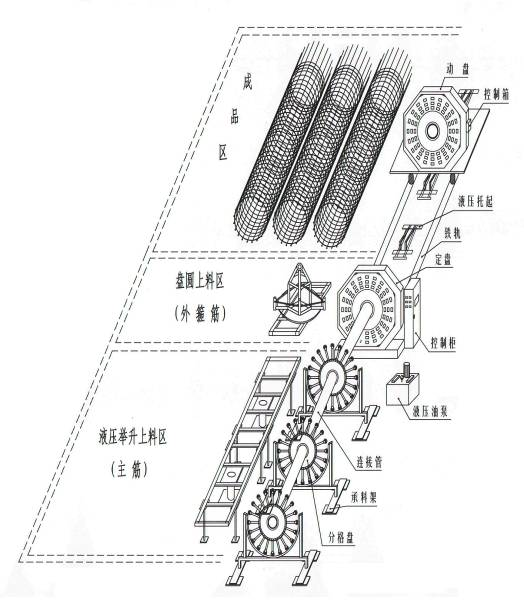 成品区
动盘
控制箱
液压托起
铁轨
定盘
盘圆上料区
(外箍筋)
控制柜
液压油泵
液压举升上料区
(主筋)
连接管
承料架
分格盘